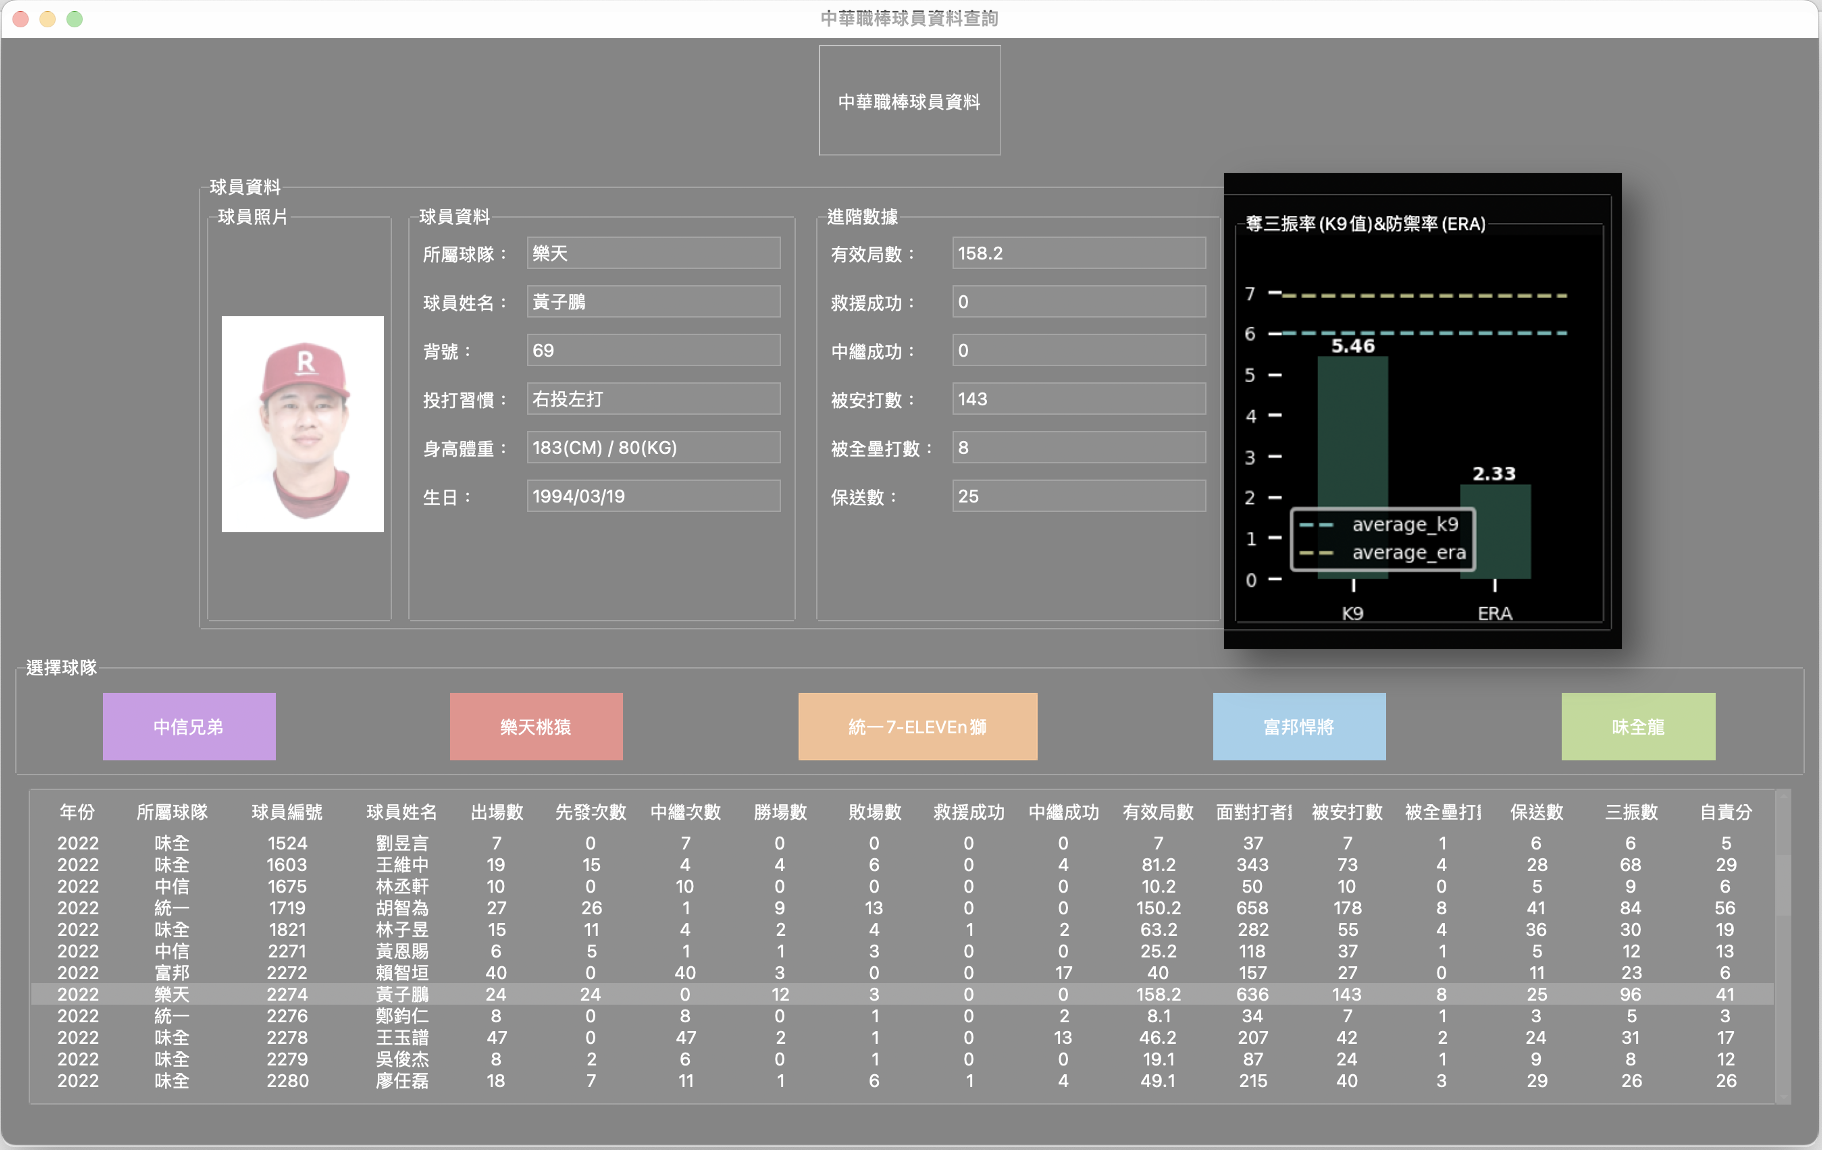 中華職棒球員資料查詢
中華職棒球員資料
球員資料
球員照片
R
球員資料
所屬球隊： 樂天
球員姓名： 黃子鵬
背號： 69
投打習慣： 右投左打
身高體重： 183(CM) / 80(KG)
生日： 1994/03/19
進階數據
有效局數： 158.2
救援成功： 0
中繼成功： 0
被安打數： 143
被全壘打數： 8
保送數： 25
奪三振率(K9值)&防禦率(ERA)
7
6
5.46
5
4
3
2.33
2
average_k9
1
average_era
0
K9 ERA
選擇球隊
中信兄弟 樂天桃猿 統一7-ELEVEn獅 富邦悍將 味全龍
年份 所屬球隊 球員編號 球員姓名 出場數 先發次數 中繼次數 勝場數 敗場數 救援成功 中繼成功 有效局數 面對打者 被安打數 被全壘打 保送數 三振數 自責分
2022 味全 1524 劉昱言 7 0 7 0 0 0 0 7 37 7 1 6 6 5
2022 味全 1603 王維中 19 15 4 4 6 0 4 81.2 343 73 4 28 68 29
2022 中信 1675 林丞軒 10 0 10 0 0 0 0 10.2 50 10 0 5 9 6
2022 統一 1719 胡智為 27 26 1 9 13 0 0 150.2 658 178 8 41 84 56
2022 味全 1821 林子昱 15 11 4 2 4 1 2 63.2 282 55 4 36 30 19
2022 中信 2271 黃恩賜 6 5 1 1 3 0 0 25.2 118 37 1 5 12 13
2022 富邦 2272 賴智垣 40 0 40 3 0 0 17 40 157 27 0 11 23 6
2022 樂天 2274 黃子鵬 24 24 0 12 3 0 0 158.2 636 143 8 25 96 41
2022 統一 2276 鄭鈞仁 8 0 8 0 1 0 2 8.1 34 7 1 3 5 3
2022 味全 2278 王玉譜 47 0 47 2 1 0 13 46.2 207 42 2 24 31 17
2022 味全 2279 吳俊杰 8 2 6 0 1 0 0 19.1 87 24 1 9 8 12
2022 味全 2280 廖任磊 18 7 11 1 6 1 4 49.1 215 40 3 29 26 26